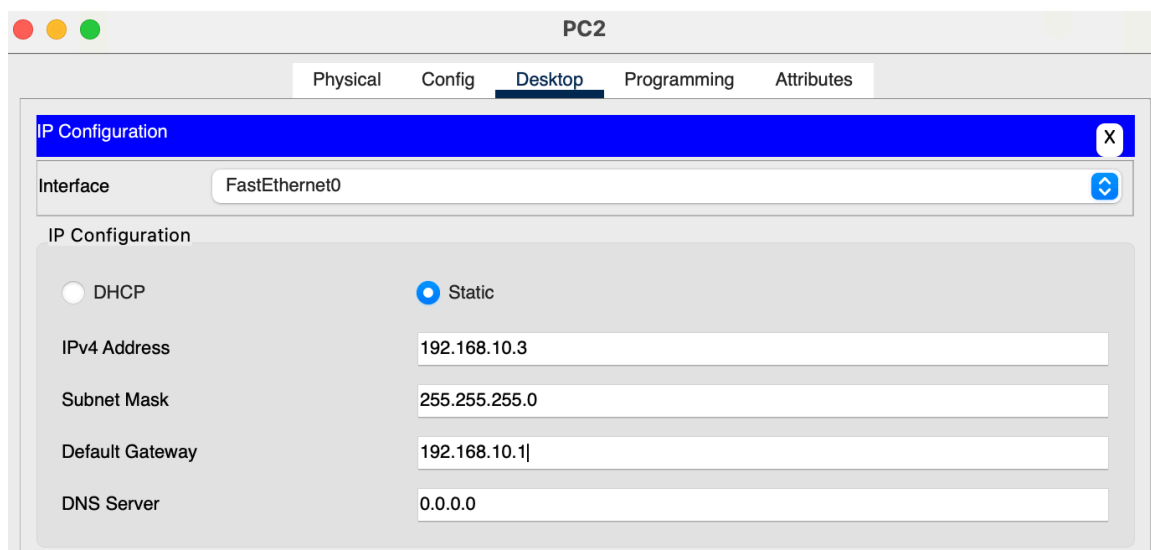 PC2
Physical Config Desktop Programming Attributes
IP Configuration X
Interface FastEthernet0
IP Configuration
DHCP Static
IPv4 Address 192.168.10.3
Subnet Mask 255.255.255.0
Default Gateway 192.168.10.1
DNS Server 0.0.0.0